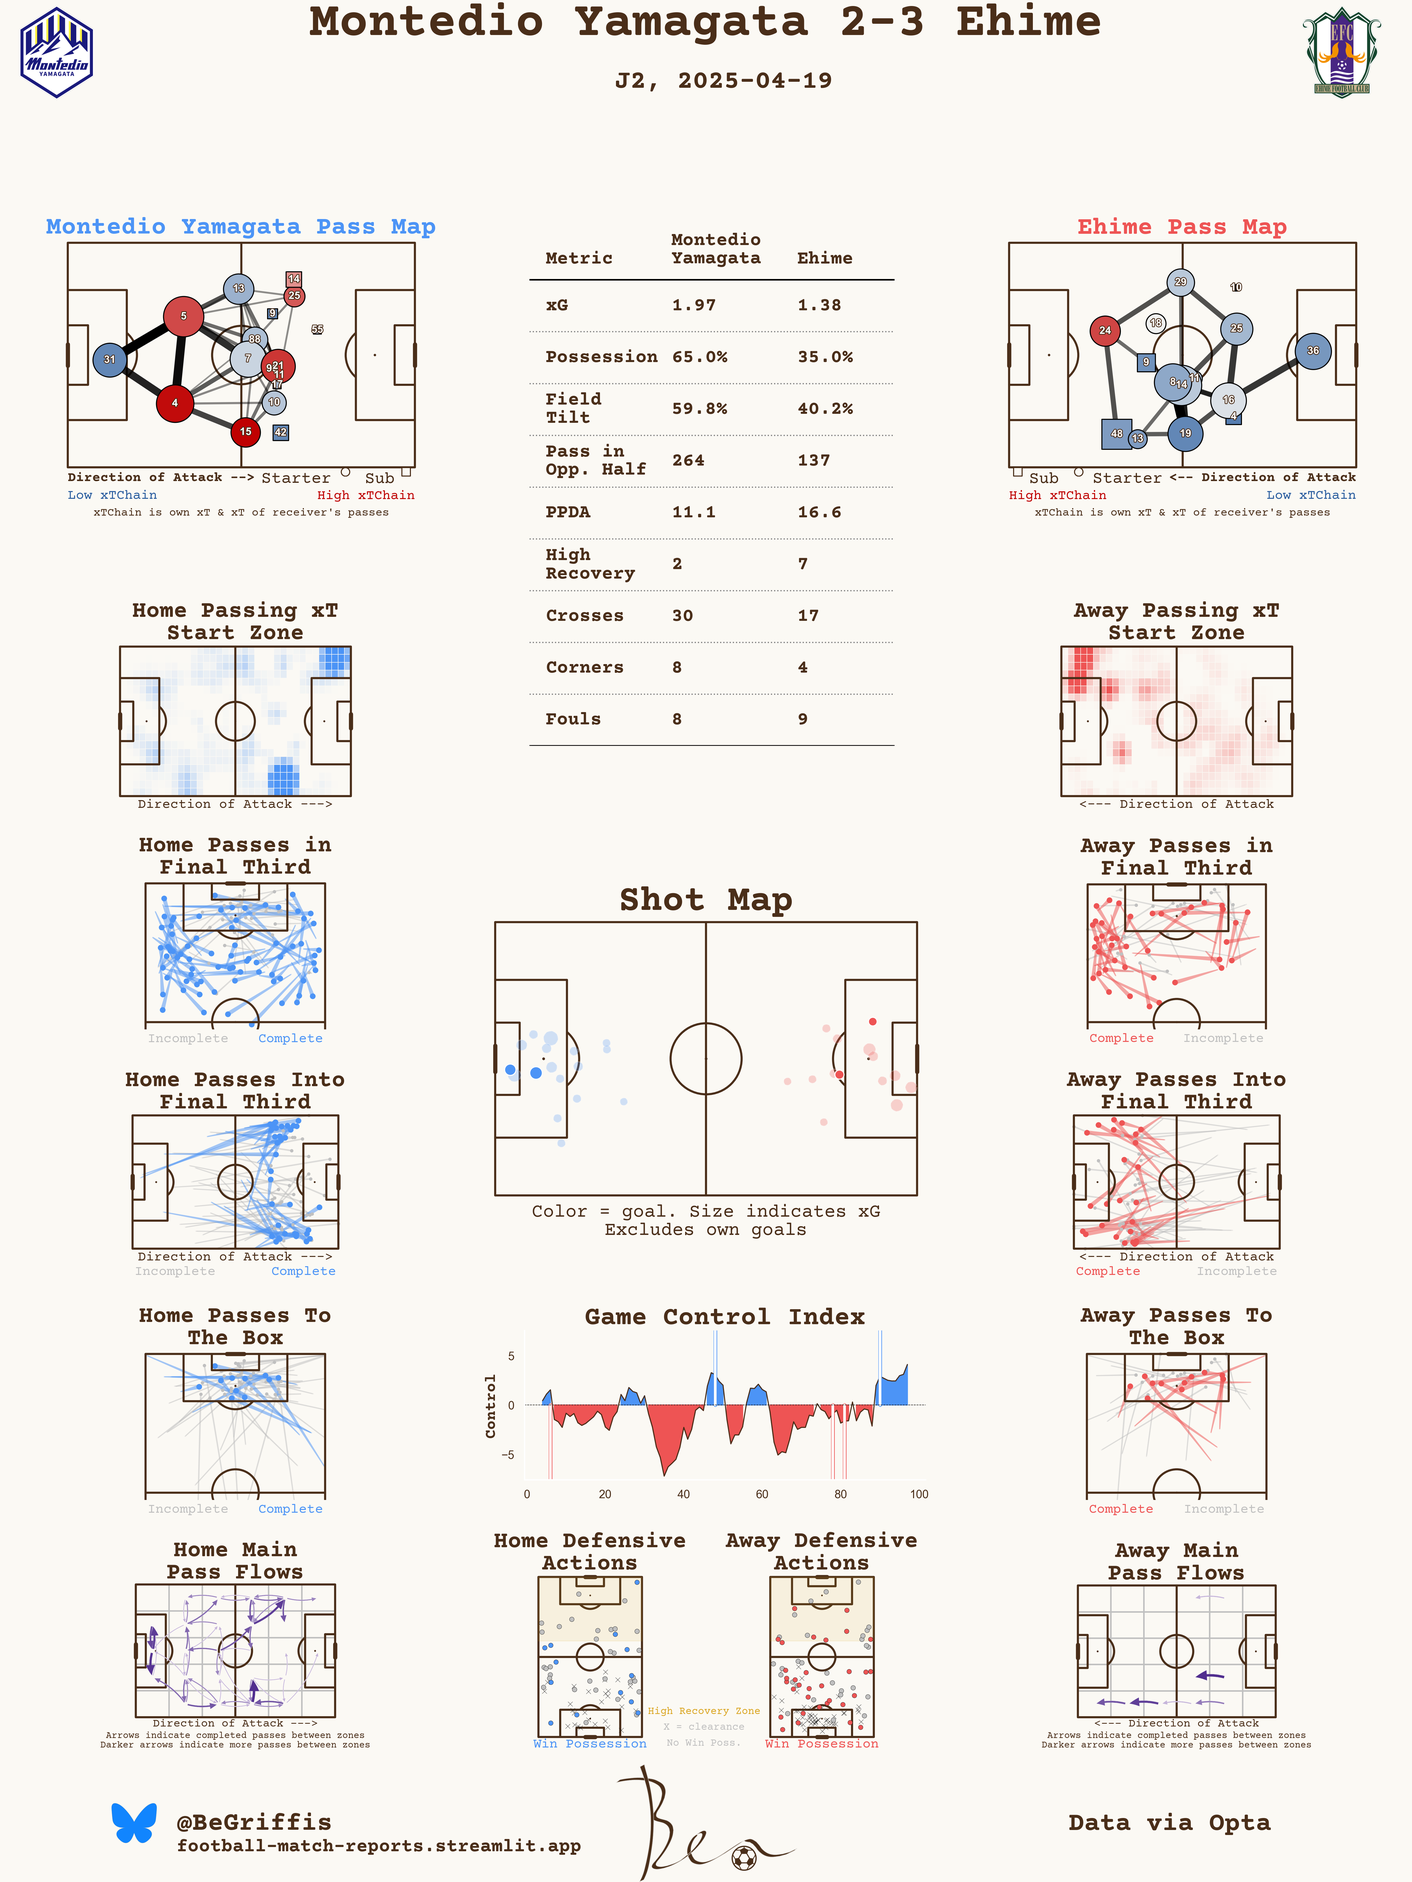 Montedio Yamagata 2-3 Ehime
J2, 2025-04-19
Montedio
YAMAGATA
EFC
EHIME FOOTBALL CLUB
Montedio Yamagata Pass Map
13
14
25
5
9
55
88
31
7
21
11
17
4
10
15
42
Direction of Attack --> Starter Sub
Low xTChain High xTChain
xTChain is own xT & xT of receiver's passes
Metric Montedio Yamagata Ehime
xG 1.97 1.38
Possession 65.0% 35.0%
Field Tilt 59.8% 40.2%
Pass in Opp. Half 264 137
PPDA 11.1 16.6
High Recovery 2 7
Crosses 30 17
Corners 8 4
Fouls 8 9
Ehime Pass Map
29
10
24
18
25
36
9
8
14
11
16
4
48
13
19
Sub Starter <-- Direction of Attack
High xTChain Low xTChain
xTChain is own xT & xT of receiver's passes
Home Passing xT
Start Zone
Direction of Attack --->
Away Passing xT
Start Zone
<--- Direction of Attack
Home Passes in
Final Third
Incomplete Complete
Away Passes in
Final Third
Complete Incomplete
Shot Map
Color = goal. Size indicates xG
Excludes own goals
Home Passes Into
Final Third
Direction of Attack --->
Incomplete Complete
Away Passes Into
Final Third
<--- Direction of Attack
Complete Incomplete
Home Passes To
The Box
Incomplete Complete
Game Control Index
Control
5
0
-5
0 20 40 60 80 100
Away Passes To
The Box
Complete Incomplete
Home Main
Pass Flows
Direction of Attack --->
Arrows indicate completed passes between zones
Darker arrows indicate more passes between zones
Home Defensive
Actions
Win Possession
High Recovery Zone
X = clearance
No Win Poss.
Away Defensive
Actions
Win Possession
Away Main
Pass Flows
<--- Direction of Attack
Arrows indicate completed passes between zones
Darker arrows indicate more passes between zones
@BeGriffis
football-match-reports.streamlit.app
Ben
Data via Opta